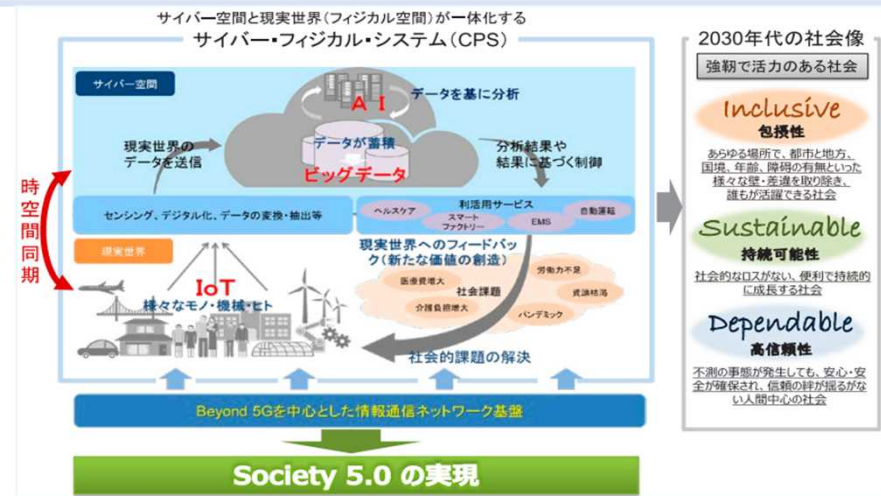 サイバー空間と現実世界(フィジカル空間)が一体化する
サイバー・フィジカル・システム(CPS)
サイバー空間
AI
データを基に分析
現実世界の
データを送信
データが蓄積
ビッグデータ
分析結果や
結果に基づく制御
時空間同期
センシング、デジタル化、データの変換・抽出等
利活用サービス
ヘルスケア
スマート
ファクトリー
EMS
自動運転
現実世界
現実世界へのフィードバッ
ク(新たな価値の創造)
IoT
様々なモノ・機械・ヒト
医療費増大
労働力不足
社会課題
資源枯渇
介護負担増大
パンデミック
社会的課題の解決
Beyond 5Gを中心とした情報通信ネットワーク基盤
Society 5.0 の実現
2030年代の社会像
強靭で活力のある社会
Inclusive
包摂性
あらゆる場所で、都市と地方、
国境、年齢、障碍の有無といった
様々な壁・差違を取り除き、
誰もが活躍できる社会
Sustainable
持続可能性
社会的なロスがない、便利で持続的
に成長する社会
Dependable
高信頼性
不測の事態が発生しても、安心・安
全が確保され、信頼の絆が揺るがな
い人間中心の社会